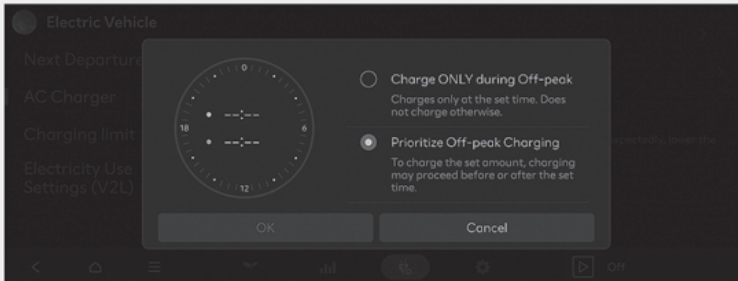 Electric Vehicle
Next Departure
AC Charger
Charging limit
Electricity Use
Settings (V2L)
0
6
12
18
--:--
--:--
Charge ONLY during Off-peak
Charges only at the set time. Does
not charge otherwise.
Prioritize Off-peak Charging
To charge the set amount, charging
may proceed before or after the set
time.
lower the
OK
Cancel
Off